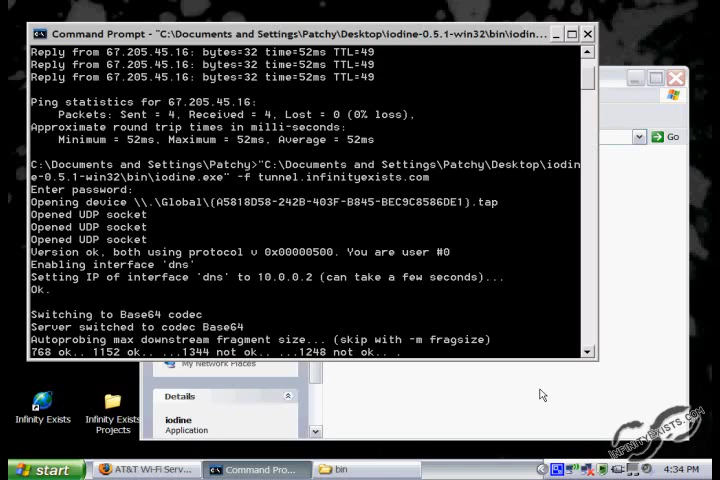 Command Prompt - "C:\Documents and Settings\Patchy\Desktop\iodine-0.5.1-win32\bin\iodin...
Reply from 67.205.45.16: bytes=32 time=52ms TTL=49
Reply from 67.205.45.16: bytes=32 time=52ms TTL=49
Reply from 67.205.45.16: bytes=32 time=52ms TTL=49
Ping statistics for 67.205.45.16:
Packets: Sent = 4, Received = 4, Lost = 0 (0% loss),
Approximate round trip times in milli-seconds:
Minimum = 52ms, Maximum = 52ms, Average = 52ms
C:\Documents and Settings\Patchy>"C:\Documents and Settings\Patchy\Desktop\iodin
e-0.5.1-win32\bin\iodine.exe" -f tunnel.infinityexists.com
Enter password:
Opening device \\.\Global\{A5818D58-242B-403F-B845-BEC9C8586DE1}.tap
Opened UDP socket
Opened UDP socket
Opened UDP socket
Version ok, both using protocol v 0x00000500. You are user #0
Enabling interface 'dns'
Setting IP of interface 'dns' to 10.0.0.2 (can take a few seconds)...
Ok.
Switching to Base64 codec
Server switched to codec Base64
Autoprobing max downstream fragment size... (skip with -m fragsize)
768 ok.. 1152 ok.. ...1344 not ok.. ...1248 not ok.. .
Go
My Network Places
Details
iodine
Application
Infinity Exists
Infinity Exists
Projects
INFINITYEXISTS.COM
start
AT&T Wi-Fi Serv...
Command Pro...
bin
4:34 PM